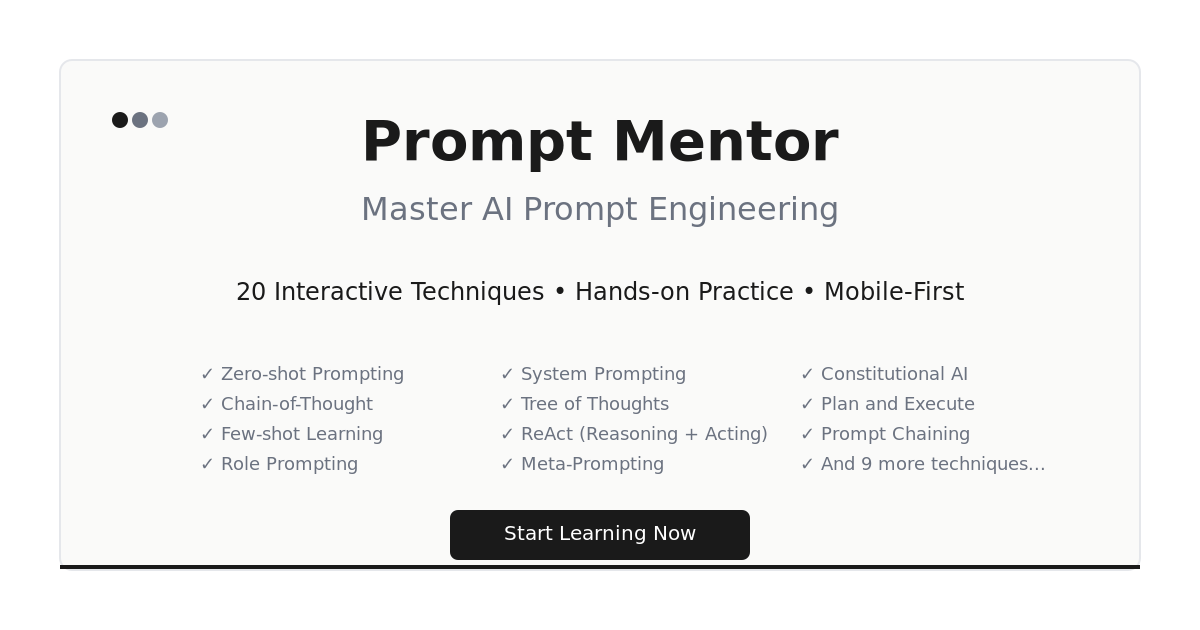 Prompt Mentor
Master AI Prompt Engineering
20 Interactive Techniques • Hands-on Practice • Mobile-First
✓ Zero-shot Prompting
✓ Chain-of-Thought
✓ Few-shot Learning
✓ Role Prompting
✓ System Prompting
✓ Tree of Thoughts
✓ ReAct (Reasoning + Acting)
✓ Meta-Prompting
✓ Constitutional AI
✓ Plan and Execute
✓ Prompt Chaining
✓ And 9 more techniques...
Start Learning Now